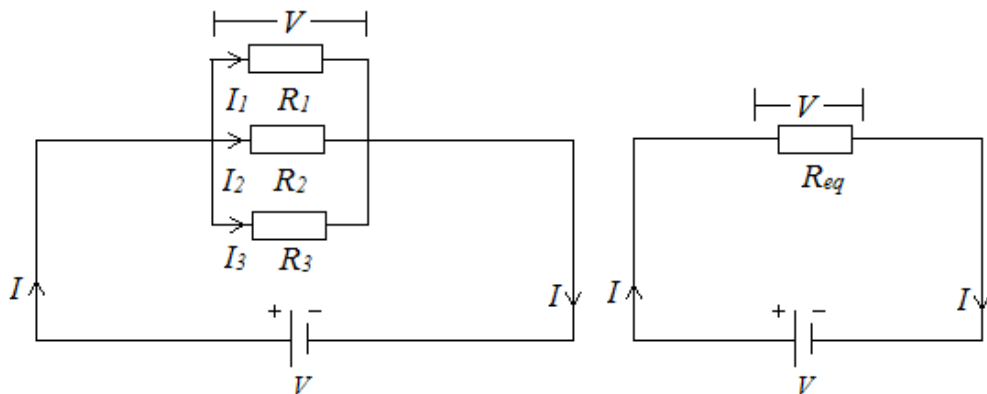 V
I1 R1
I2 R2
I3 R3
I I
+ −
V
V
Req
I I
+ −
V